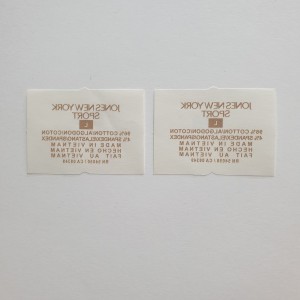 JONES NEW YORK
SPORT
L
96% COTTON/ALGODON/COTON
4% SPANDEX/ELASTANO/SPANDEX
MADE IN VIETNAM
HECHO EN VIETNAM
FAIT AU VIETNAM
JONES NEW YORK
SPORT
L
96% COTTON/ALGODON/COTON
4% SPANDEX/ELASTANO/SPANDEX
MADE IN VIETNAM
HECHO EN VIETNAM
FAIT AU VIETNAM